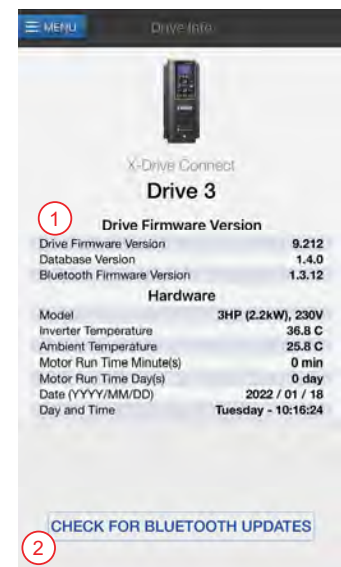 MENU
Drive Info
X-Drive Connect
Drive 3
1
Drive Firmware Version
Drive Firmware Version 9.212
Database Version 1.4.0
Bluetooth Firmware Version 1.3.12
Hardware
Model 3HP (2.2kW), 230V
Inverter Temperature 36.8 C
Ambient Temperature 25.8 C
Motor Run Time Minute(s) 0 min
Motor Run Time Day(s) 0 day
Date (YYYY/MM/DD) 2022 / 01 / 18
Day and Time Tuesday - 10:16:24
CHECK FOR BLUETOOTH UPDATES
2